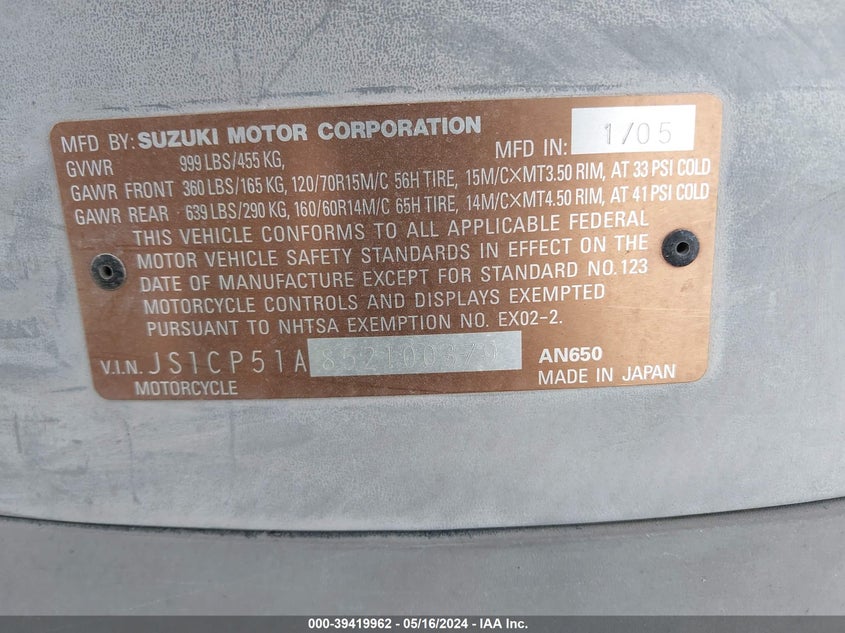 MFD BY: SUZUKI MOTOR CORPORATION MFD IN: 1/05
GVWR 999 LBS/455 KG,
GAWR FRONT 360 LBS/165 KG, 120/70R15M/C 56H TIRE, 15M/C×MT3.50 RIM, AT 33 PSI COLD
GAWR REAR 639 LBS/290 KG, 160/60R14M/C 65H TIRE, 14M/C×MT4.50 RIM, AT 41 PSI COLD
THIS VEHICLE CONFORMS TO ALL APPLICABLE FEDERAL
MOTOR VEHICLE SAFETY STANDARDS IN EFFECT ON THE
DATE OF MANUFACTURE EXCEPT FOR STANDARD NO. 123
MOTORCYCLE CONTROLS AND DISPLAYS EXEMPTED
PURSUANT TO NHTSA EXEMPTION NO. EX02-2.
V.I.N. JS1CP51A AN650
MOTORCYCLE MADE IN JAPAN
000-39419962 - 05/16/2024 - IAA Inc.